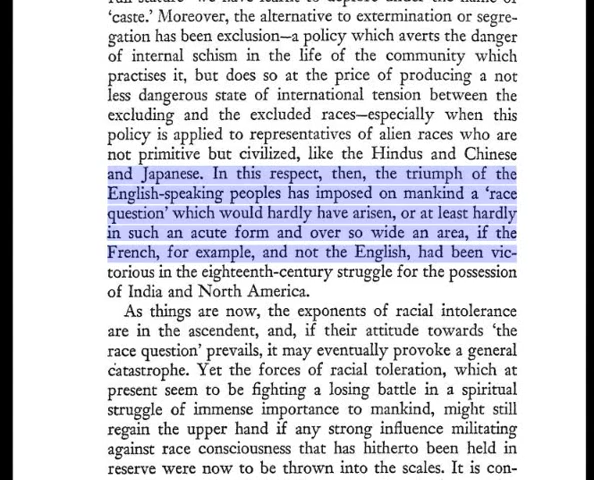 'caste.' Moreover, the alternative to extermination or segre-
gation has been exclusion—a policy which averts the danger
of internal schism in the life of the community which
practises it, but does so at the price of producing a not
less dangerous state of international tension between the
excluding and the excluded races—especially when this
policy is applied to representatives of alien races who are
not primitive but civilized, like the Hindus and Chinese
and Japanese. In this respect, then, the triumph of the
English-speaking peoples has imposed on mankind a 'race
question' which would hardly have arisen, or at least hardly
in such an acute form and over so wide an area, if the
French, for example, and not the English, had been vic-
torious in the eighteenth-century struggle for the possession
of India and North America.
As things are now, the exponents of racial intolerance
are in the ascendent, and, if their attitude towards 'the
race question' prevails, it may eventually provoke a general
catastrophe. Yet the forces of racial toleration, which at
present seem to be fighting a losing battle in a spiritual
struggle of immense importance to mankind, might still
regain the upper hand if any strong influence militating
against race consciousness that has hitherto been held in
reserve were now to be thrown into the scales. It is con-